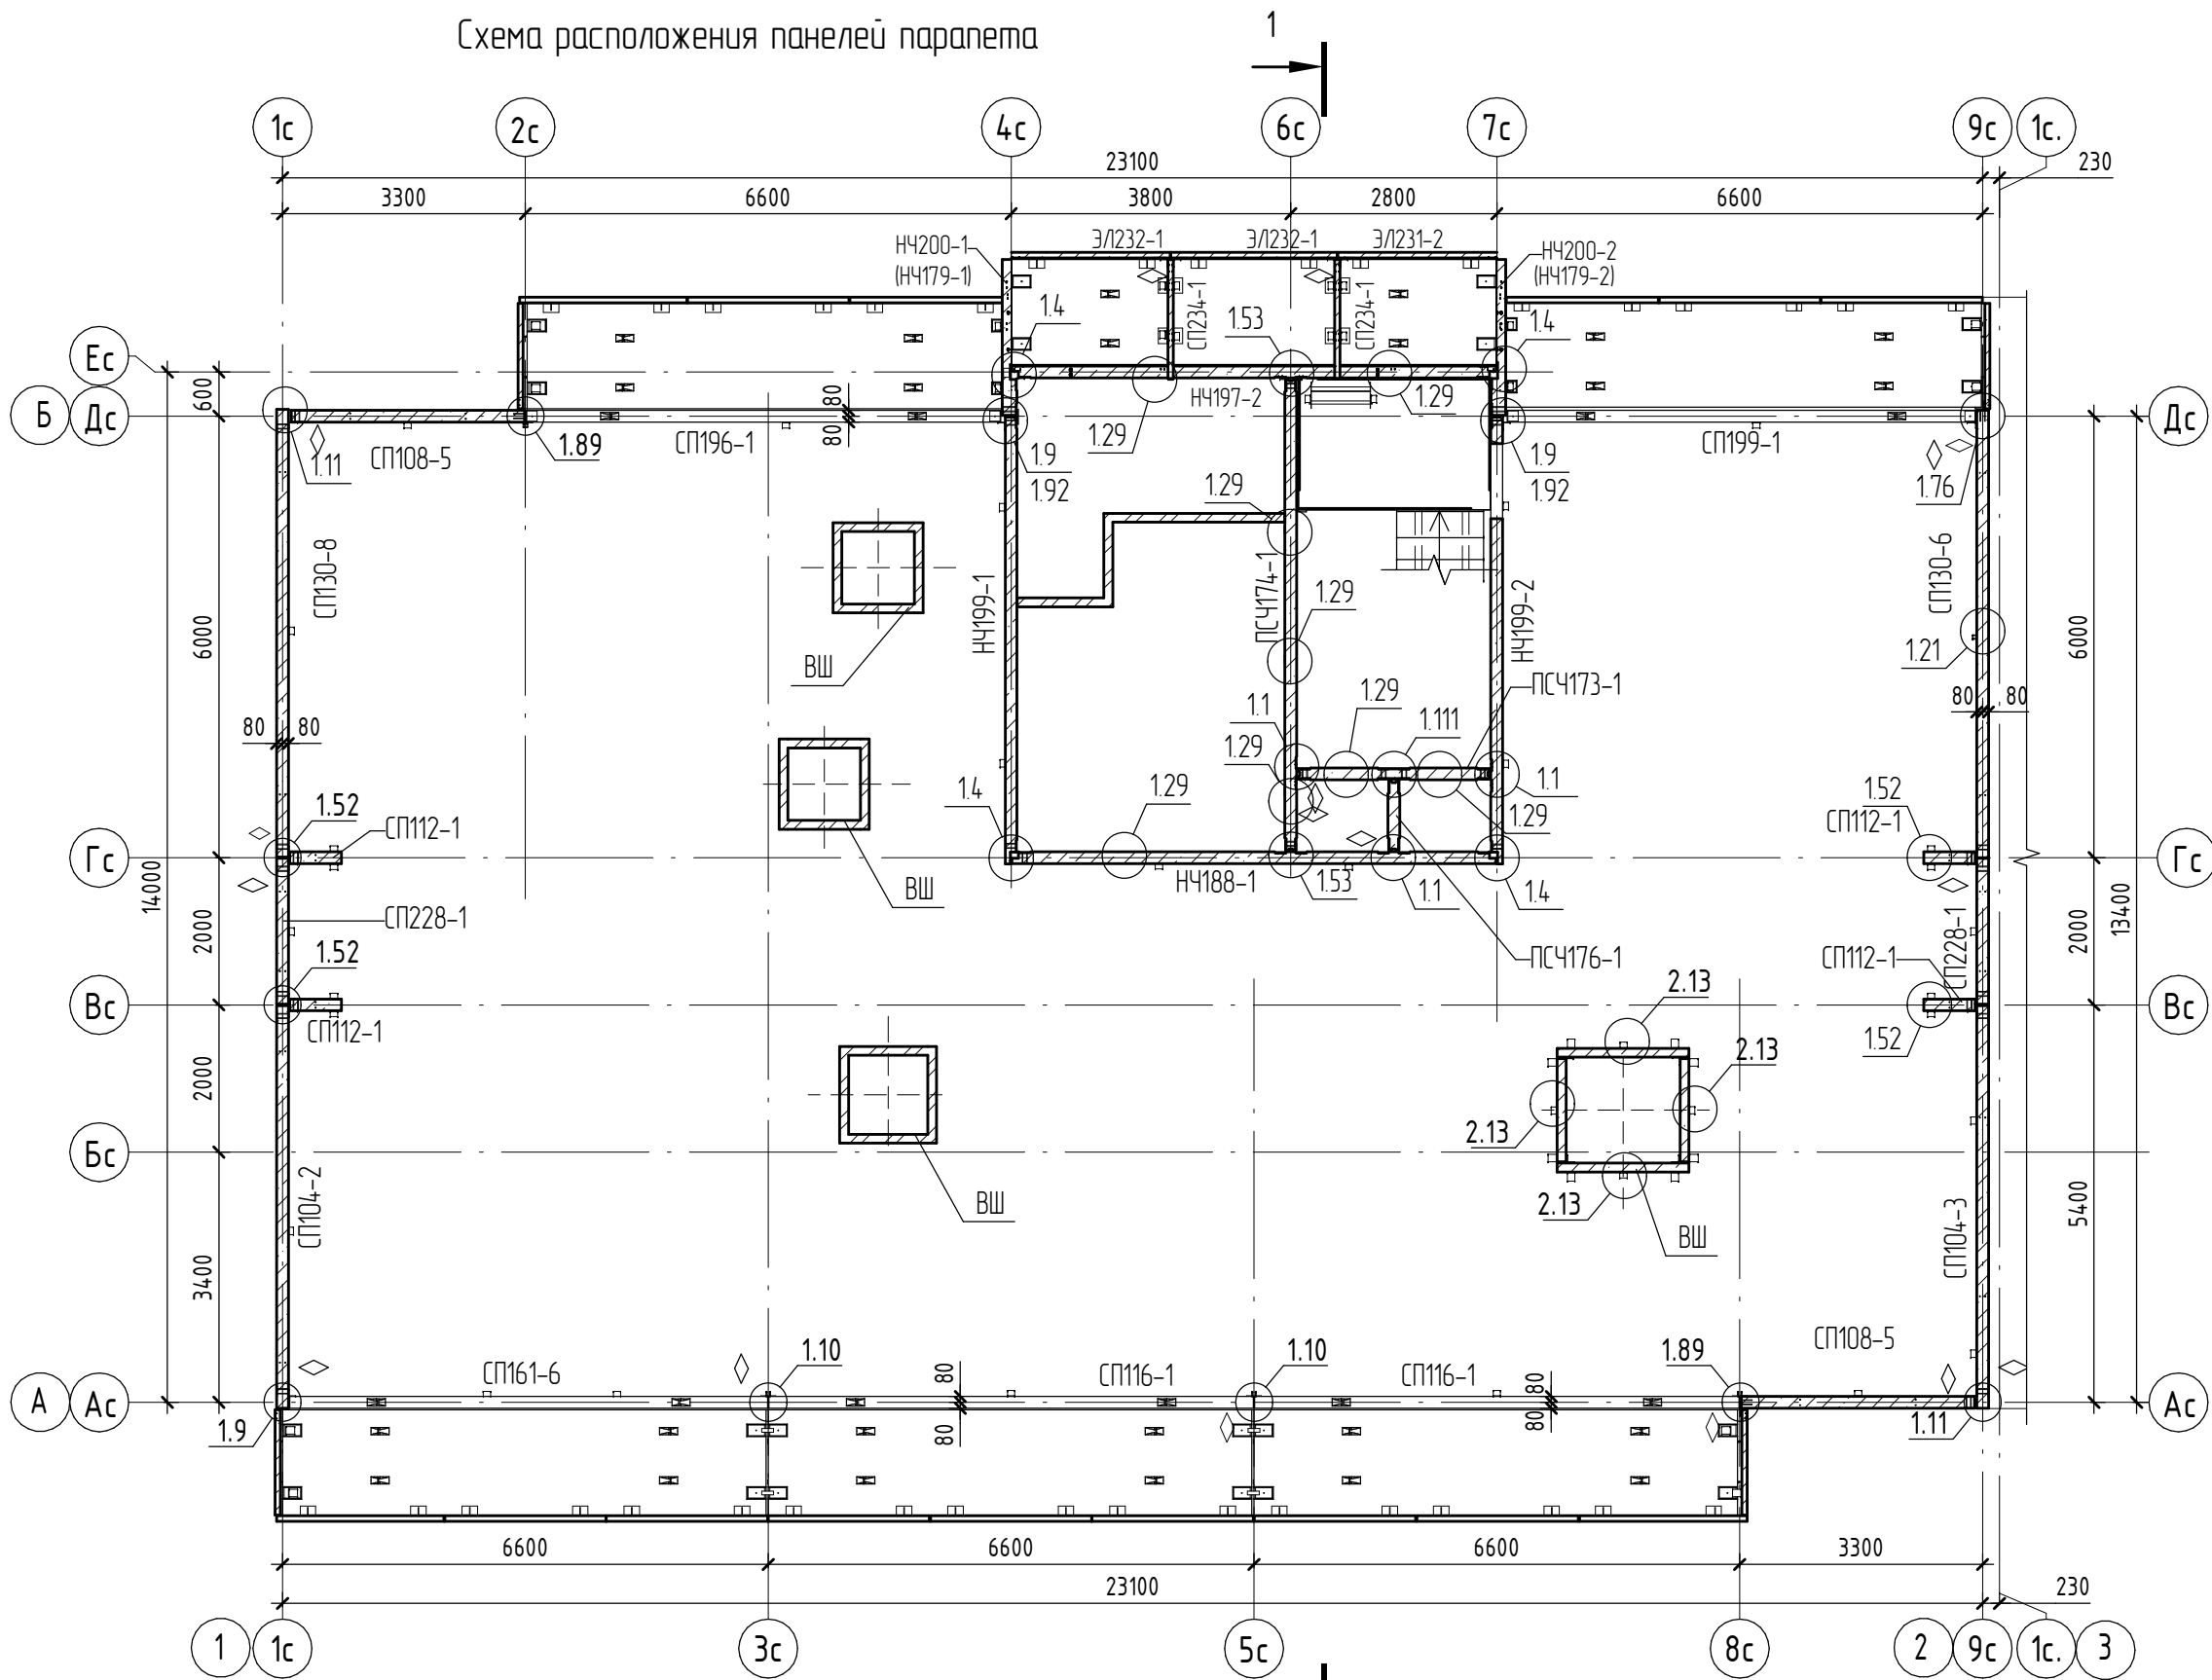 Схема расположения панелей парапета
1
1с 2с 4с 6с 7с 9с 1с.
23100 230
3300 6600 3800 2800 6600
НЧ200-1
(НЧ179-1)
ЭЛ232-1 ЭЛ232-1 ЭЛ231-2
НЧ200-2
(НЧ179-2)
СП234-1 СП234-1
1.4 1.53 1.4
Ес
600
Б Дс Дс
80
80
НЧ197-2
1.29 1.29
1.11 СП108-5 1.89 СП196-1
1.9
1.92
1.9
1.92
СП199-1
1.76
1.29
СП130-8
НЧ199-1
ПСЧ174-1
НЧ199-2
СП130-6
6000 6000
1.29
ВШ
1.21
ПСЧ173-1
1.29
1.1 1.111
80 80
80 80
1.29
1.4 1.29 1.1
1.29
1.52 СП112-1
1.52
СП112-1
Гс Гс
14000
13400
ВШ
НЧ188-1 1.53 1.1 1.4
СП228-1
СП228-1
2000 2000
1.52
ПСЧ176-1
СП112-1
Вс Вс
СП112-1
1.52
2.13
2.13
2.13
2.13
2000
Бс
СП104-2
ВШ
ВШ
СП104-3
5400
3400
СП108-5
СП161-6 1.10 СП116-1 1.10 СП116-1 1.89
80
80
80
80
А Ас Ас
1.9 1.11
6600 6600 6600 3300
23100 230
1 1с 3с 5с 8с 2 9с 1с. 3